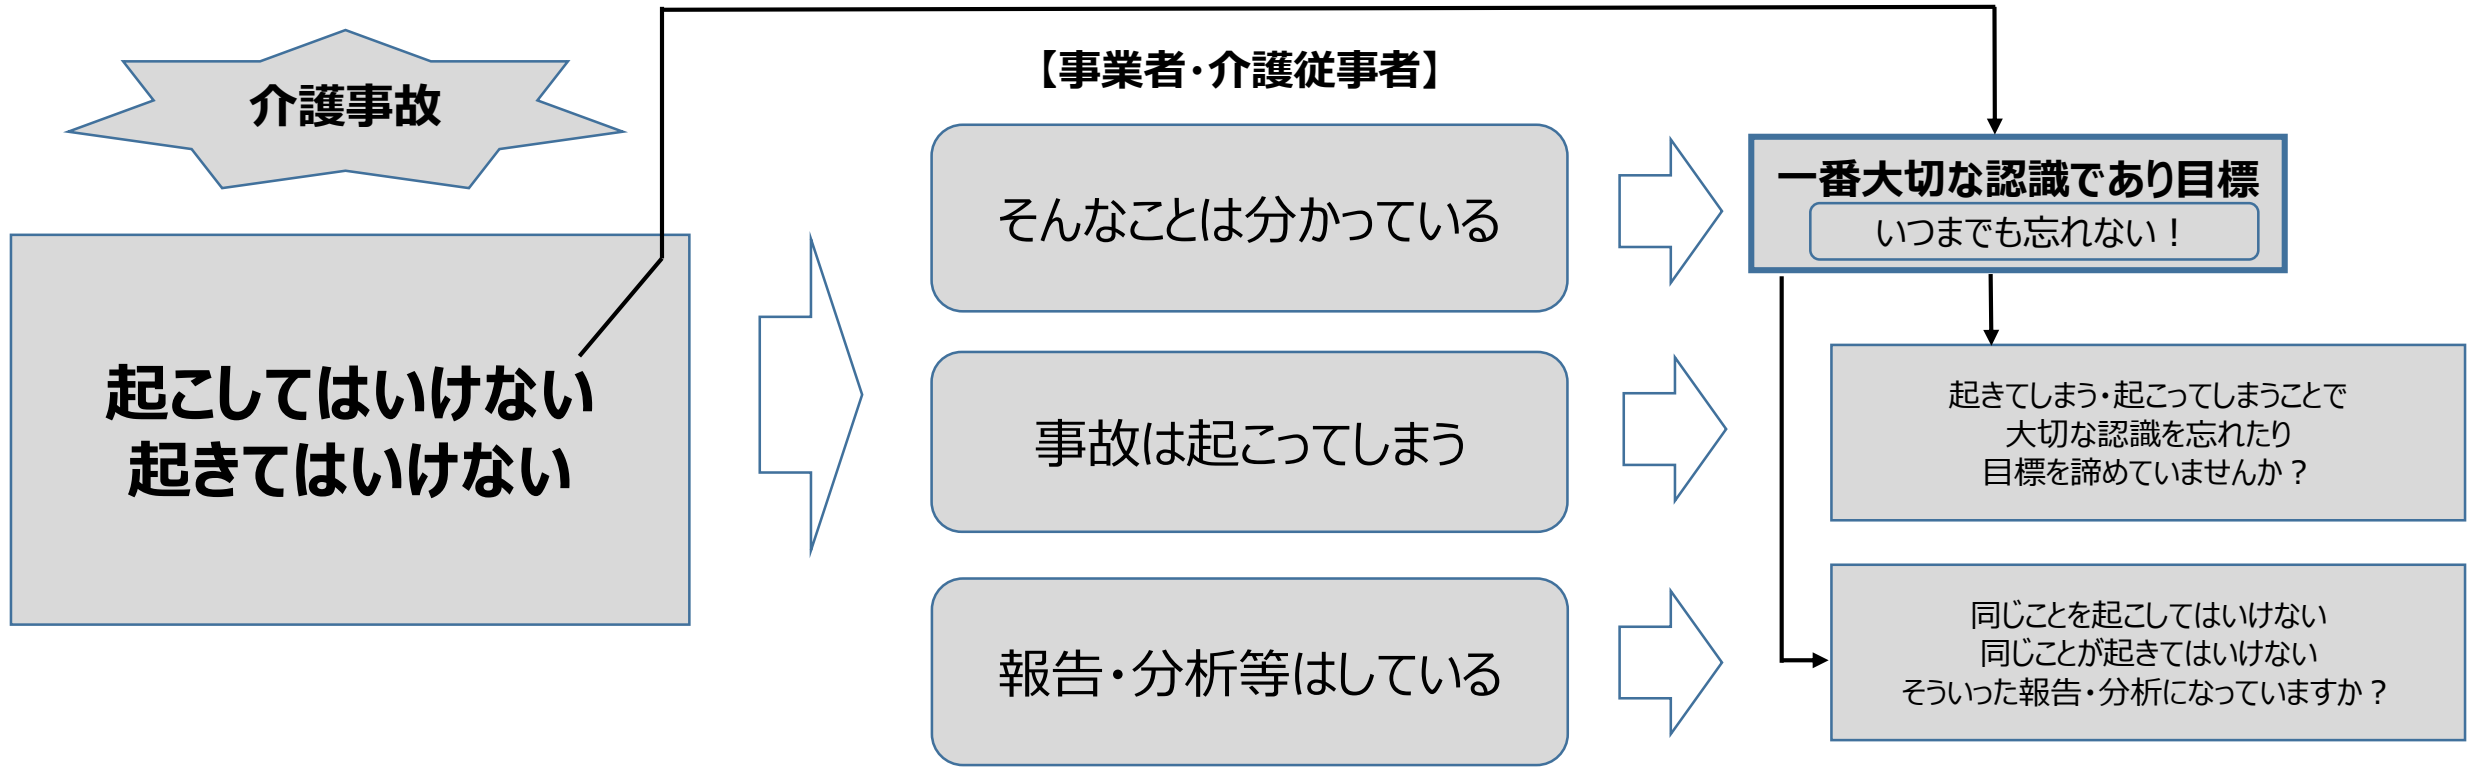 介護事故
起こしてはいけない
起きてはいけない
【事業者・介護従事者】
そんなことは分かっている
事故は起こってしまう
報告・分析等はしている
一番大切な認識であり目標
いつまでも忘れない！
起きてしまう・起こってしまうことで
大切な認識を忘れたり
目標を諦めていませんか？
同じことを起こしてはいけない
同じことが起きてはいけない
そういった報告・分析になっていますか？